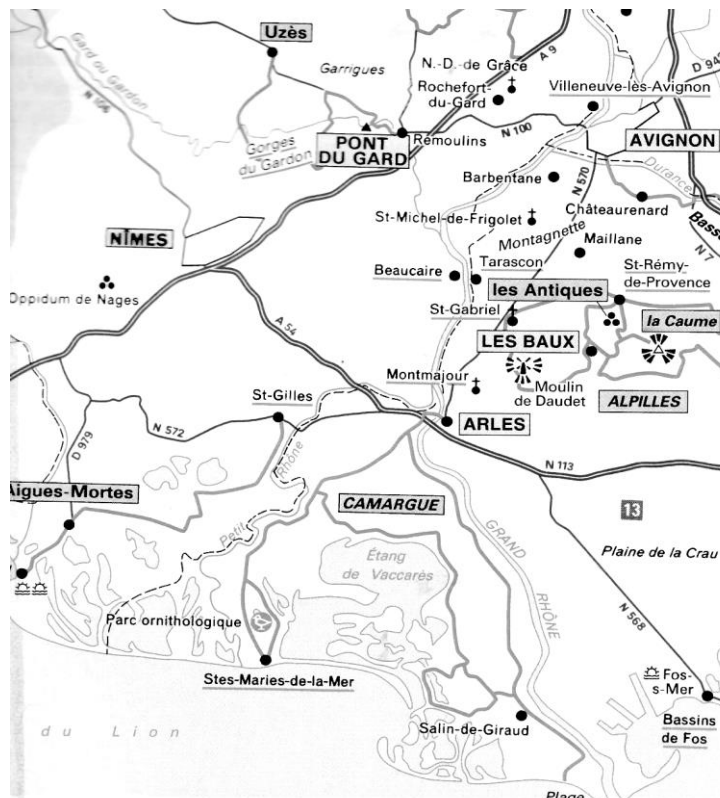 Uzès
Gard ou Gardon
N 106
Garrigues
N.-D.-de Grâce
A 9
Rochefort-
du-Gard
Villeneuve-lès-Avignon
PONT
DU GARD
Rémoulins
N 100
AVIGNON
Gorges
du Gardon
Barbentane
N 570
Durance
St-Michel-de-Frigolet
Châteaurenard
Montagnette
Maillane
N 7
NÎMES
Beaucaire
Tarascon
St-Rémy-
de-Provence
Oppidum de Nages
les Antiques
St-Gabriel
la Caume
A 54
LES BAUX
Montmajour
Moulin
de Daudet
ALPILLES
St-Gilles
ARLES
D 979
N 572
Rhône
N 113
Aigues-Mortes
CAMARGUE
13
Petit
GRAND
RHÔNE
Étang
de Vaccarès
Plaine de la Crau
Parc ornithologique
N 568
Stes-Maries-de-la-Mer
Fos-
s-Mer
Salin-de-Giraud
Bassins
de Fos
du Lion
Plage